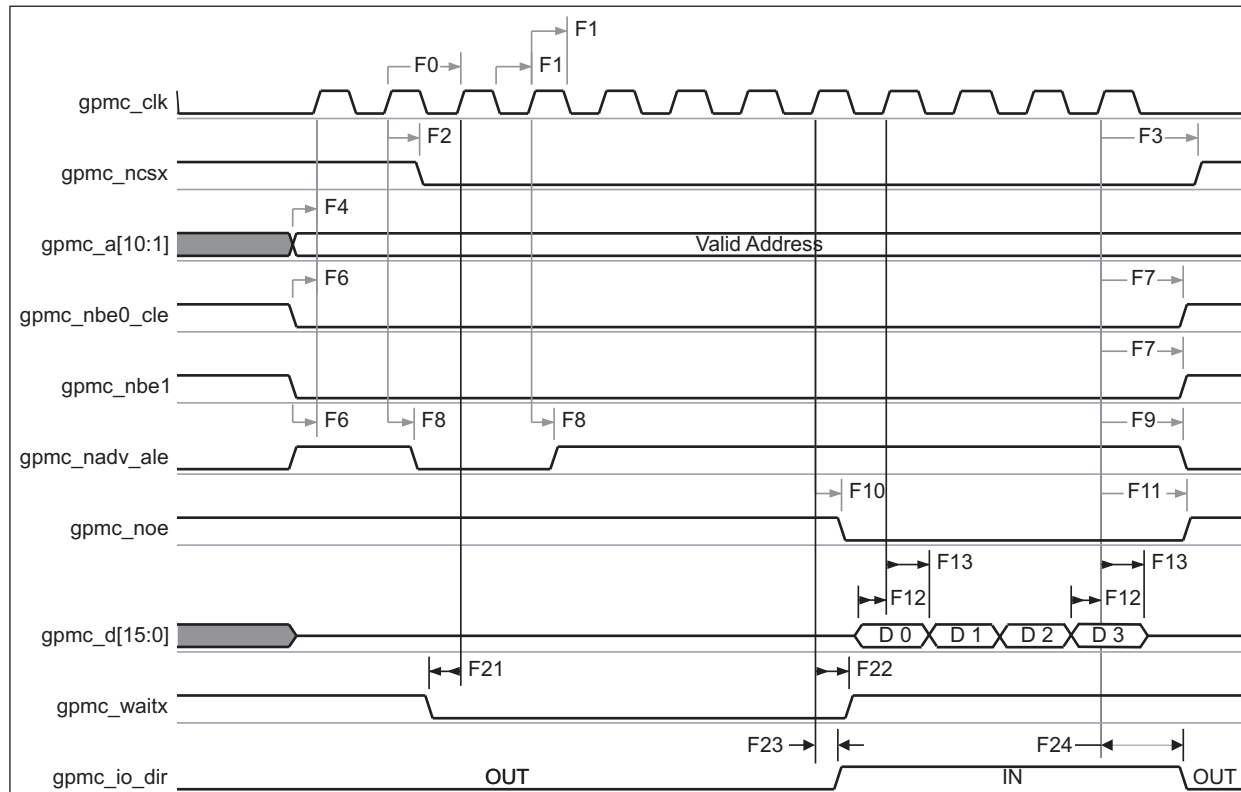 F1
F0
F1
gpmc_clk
F2
F3
gpmc_ncsx
F4
gpmc_a[10:1]
Valid Address
F6
F7
gpmc_nbe0_cle
F7
gpmc_nbe1
F6
F8
F8
F9
gpmc_nadv_ale
F10
F11
gpmc_noe
F13
F13
F12
F12
gpmc_d[15:0]
D 0
D 1
D 2
D 3
F21
F22
gpmc_waitx
F23
F24
gpmc_io_dir
OUT
IN
OUT